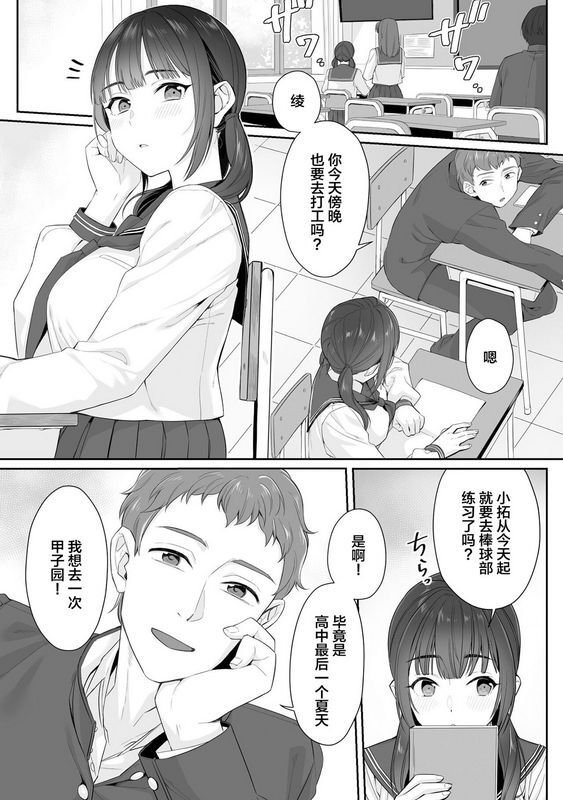 ザワ
ザワ
绫
你今天傍晚
也要去打工吗？
嗯
小拓从今天起
就要去棒球部
练习了吗？
ちら
是啊！
毕竟是
高中最后一个夏天
我想去一次
甲子园！